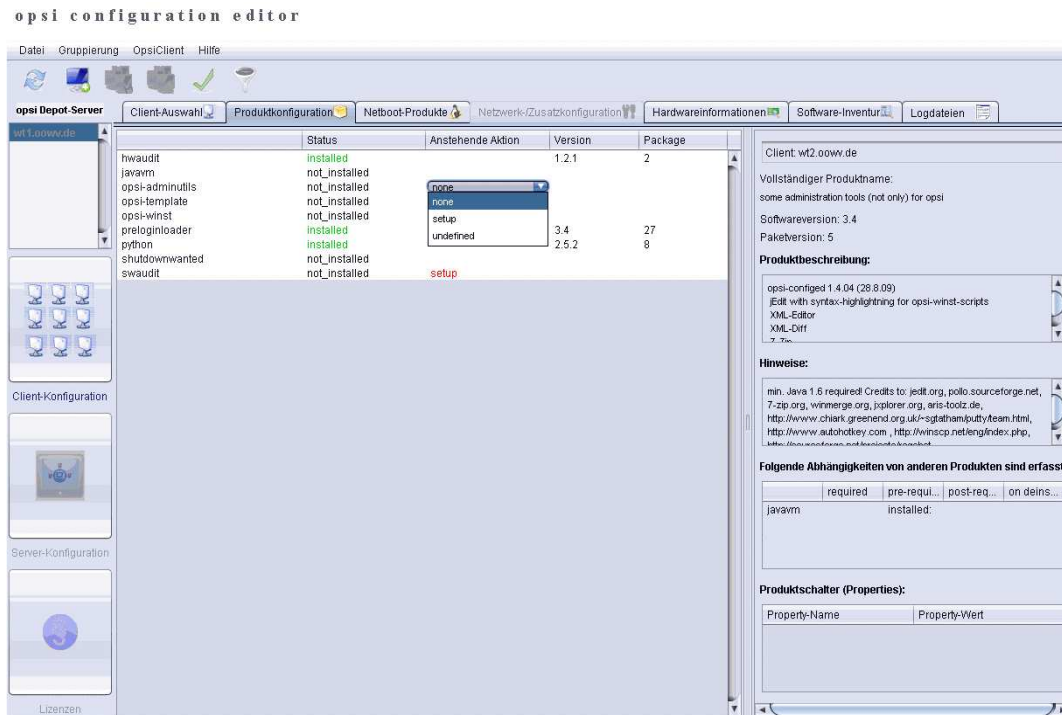 opsi configuration editor
Datei Gruppierung OpsiClient Hilfe
opsi Depot-Server
Client-Auswahl Produktkonfiguration Netboot-Produkte Netzwerk-/Zusatzkonfiguration Hardwareinformationen Software-Inventur Logdateien
wt1.oowv.de
Status Anstehende Aktion Version Package
hwaudit installed 1.2.1 2
javavm not_installed
opsi-adminutils not_installed none
opsi-template not_installed none
opsi-winst not_installed setup
preloginloader installed undefined 3.4 27
python installed 2.5.2 8
shutdownwanted not_installed
swaudit not_installed setup
Client-Konfiguration
Server-Konfiguration
Lizenzen
Client: wt2.oowv.de
Vollständiger Produktname:
some administration tools (not only) for opsi
Softwareversion: 3.4
Paketversion: 5
Produktbeschreibung:
opsi-configed 1.4.04 (28.8.09)
jEdit with syntax-highlightning for opsi-winst-scripts
XML-Editor
XML-Diff
7-Zip
Hinweise:
min. Java 1.6 required! Credits to: jedit.org, pollo.sourceforge.net,
7-zip.org, winmerge.org, jxplorer.org, aris-toolz.de,
http://www.chiark.greenend.org.uk/~sgtatham/putty/team.html,
http://www.autohotkey.com , http://winscp.net/eng/index.php,
Folgende Abhängigkeiten von anderen Produkten sind erfasst
required pre-requi... post-req... on deins...
javavm installed:
Produktschalter (Properties):
Property-Name Property-Wert